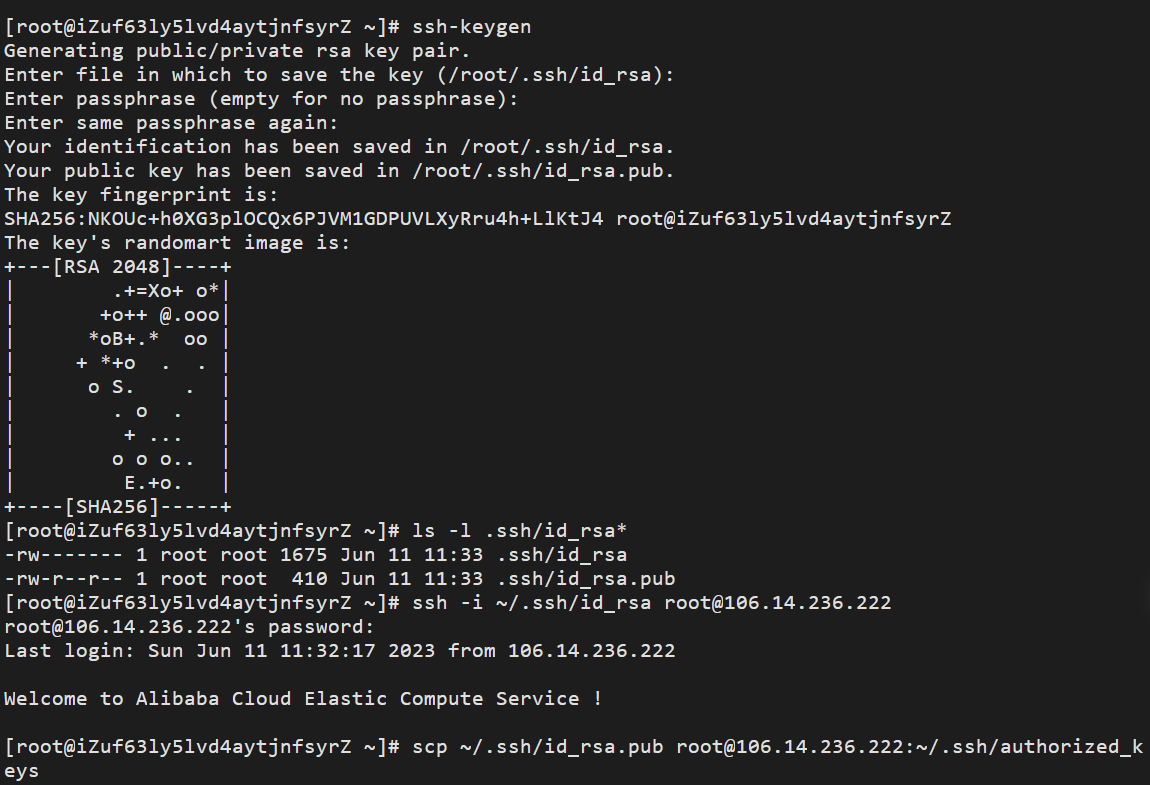 [root@iZuf63ly5lvd4aytjnfsyrZ ~]# ssh-keygen
Generating public/private rsa key pair.
Enter file in which to save the key (/root/.ssh/id_rsa):
Enter passphrase (empty for no passphrase):
Enter same passphrase again:
Your identification has been saved in /root/.ssh/id_rsa.
Your public key has been saved in /root/.ssh/id_rsa.pub.
The key fingerprint is:
SHA256:NKOUc+h0XG3plOCQx6PJVM1GDPUVLXyRru4h+LlKtJ4 root@iZuf63ly5lvd4aytjnfsyrZ
The key's randomart image is:
+---[RSA 2048]----+
|        .+=Xo+ o*|
|       +o++ @.ooo|
|      *oB+.*  oo |
|     + *+o  .  . |
|      o S.    .  |
|        . o  .   |
|         + ...   |
|        o o o..  |
|         E.+o.   |
+----[SHA256]-----+
[root@iZuf63ly5lvd4aytjnfsyrZ ~]# ls -l .ssh/id_rsa*
-rw------- 1 root root 1675 Jun 11 11:33 .ssh/id_rsa
-rw-r--r-- 1 root root  410 Jun 11 11:33 .ssh/id_rsa.pub
[root@iZuf63ly5lvd4aytjnfsyrZ ~]# ssh -i ~/.ssh/id_rsa root@106.14.236.222
root@106.14.236.222's password:
Last login: Sun Jun 11 11:32:17 2023 from 106.14.236.222
Welcome to Alibaba Cloud Elastic Compute Service !
[root@iZuf63ly5lvd4aytjnfsyrZ ~]# scp ~/.ssh/id_rsa.pub root@106.14.236.222:~/.ssh/authorized_k
eys